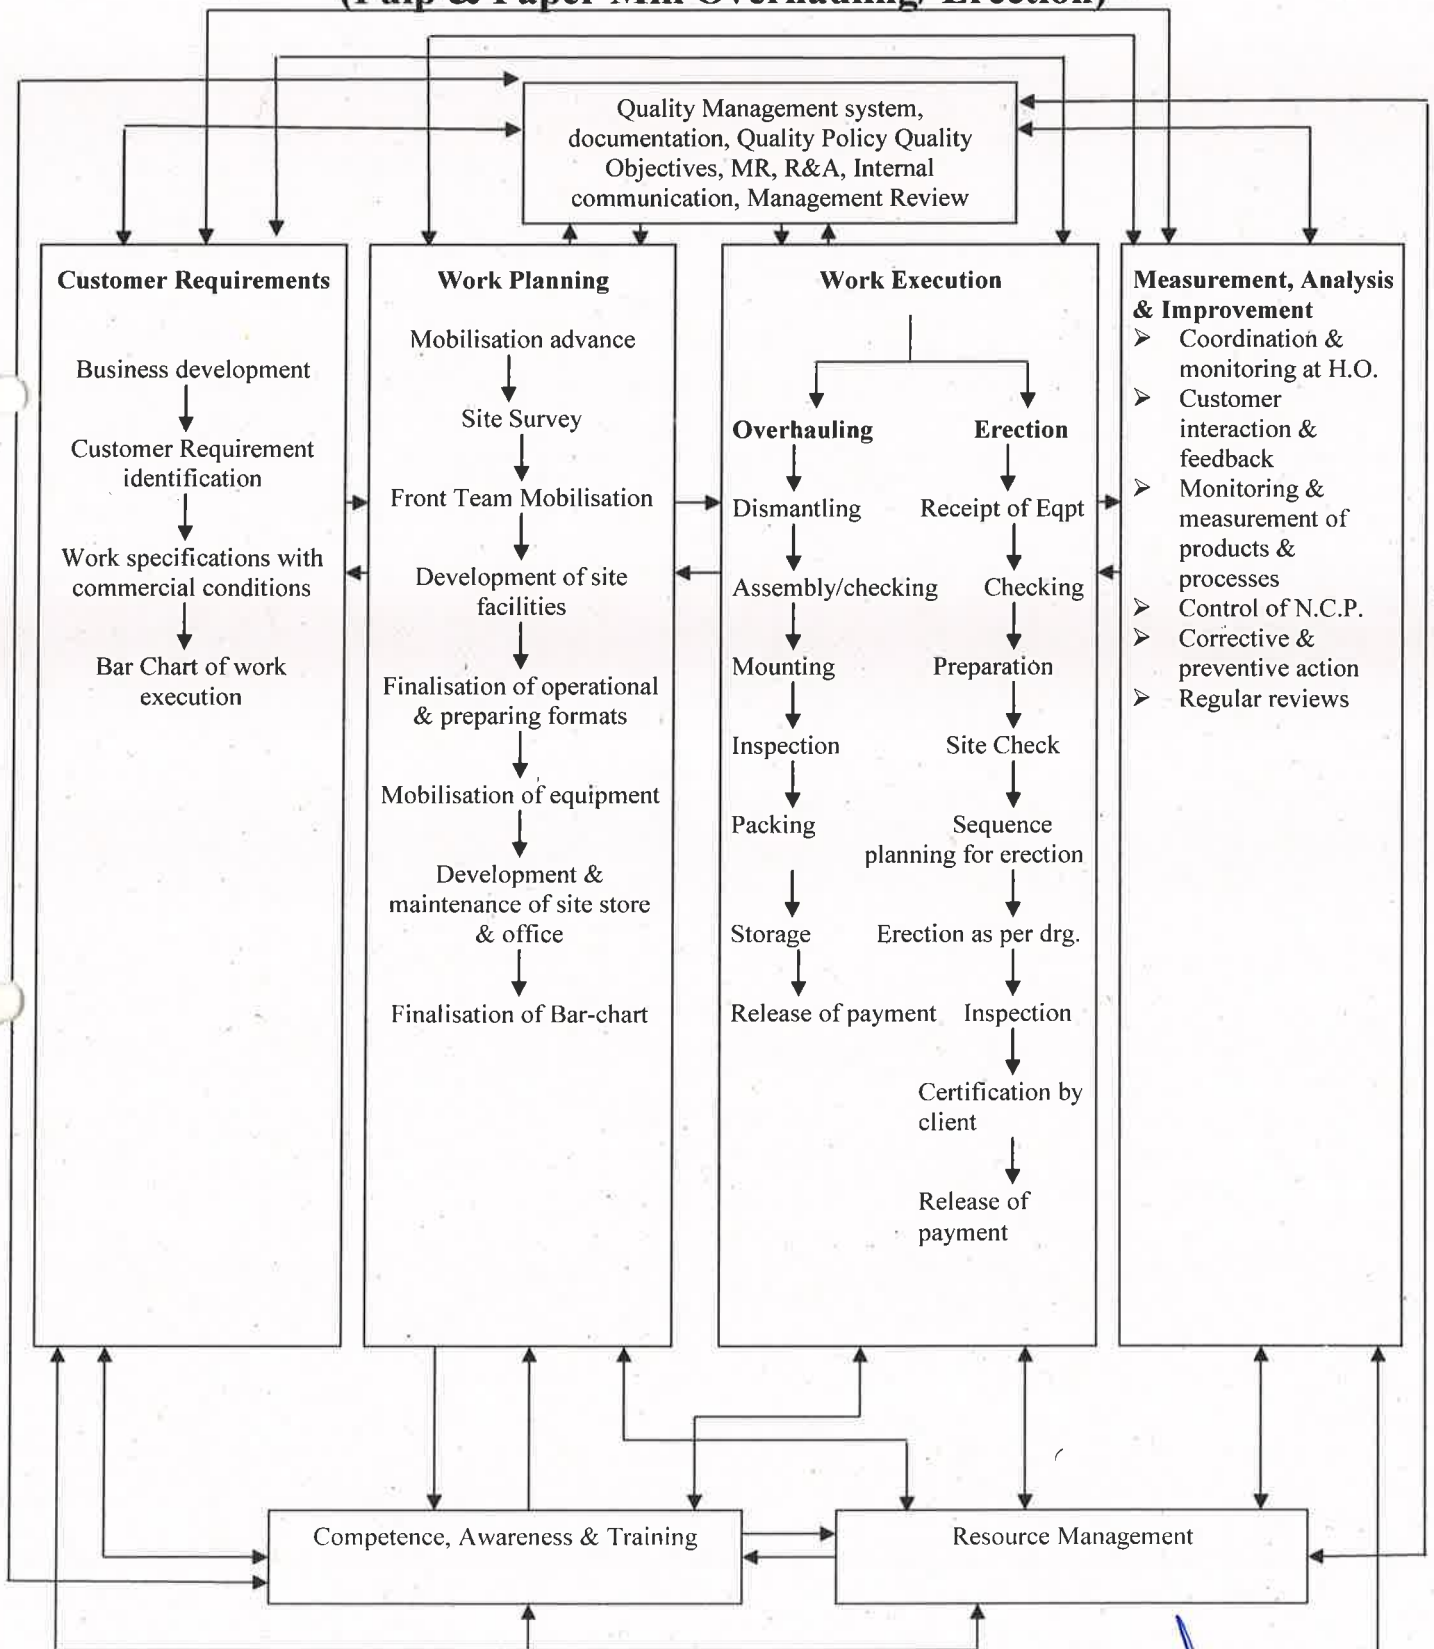 (Pulp & Paper Mill Overhauling/ Erection)
Quality Management system,
documentation, Quality Policy Quality
Objectives, MR, R&A, Internal
communication, Management Review
Customer Requirements
Business development
Customer Requirement
identification
Work specifications with
commercial conditions
Bar Chart of work
execution
Work Planning
Mobilisation advance
Site Survey
Front Team Mobilisation
Development of site
facilities
Finalisation of operational
& preparing formats
Mobilisation of equipment
Development &
maintenance of site store
& office
Finalisation of Bar-chart
Work Execution
Overhauling
Dismantling
Assembly/checking
Mounting
Inspection
Packing
Storage
Release of payment
Erection
Receipt of Eqpt
Checking
Preparation
Site Check
Sequence
planning for erection
Erection as per drg.
Inspection
Certification by
client
Release of
payment
Measurement, Analysis
& Improvement
➢ Coordination &
monitoring at H.O.
➢ Customer
interaction &
feedback
➢ Monitoring &
measurement of
products &
processes
➢ Control of N.C.P.
➢ Corrective &
preventive action
➢ Regular reviews
Competence, Awareness & Training
Resource Management